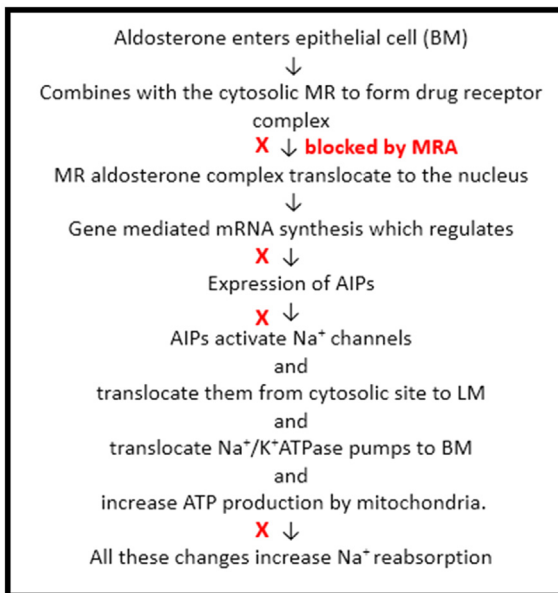 Aldosterone enters epithelial cell (BM)
↓
Combines with the cytosolic MR to form drug receptor
complex
X ↓ blocked by MRA
MR aldosterone complex translocate to the nucleus
↓
Gene mediated mRNA synthesis which regulates
X ↓
Expression of AIPs
X ↓
AIPs activate Na⁺ channels
and
translocate them from cytosolic site to LM
and
translocate Na⁺/K⁺ATPase pumps to BM
and
increase ATP production by mitochondria.
X ↓
All these changes increase Na⁺ reabsorption